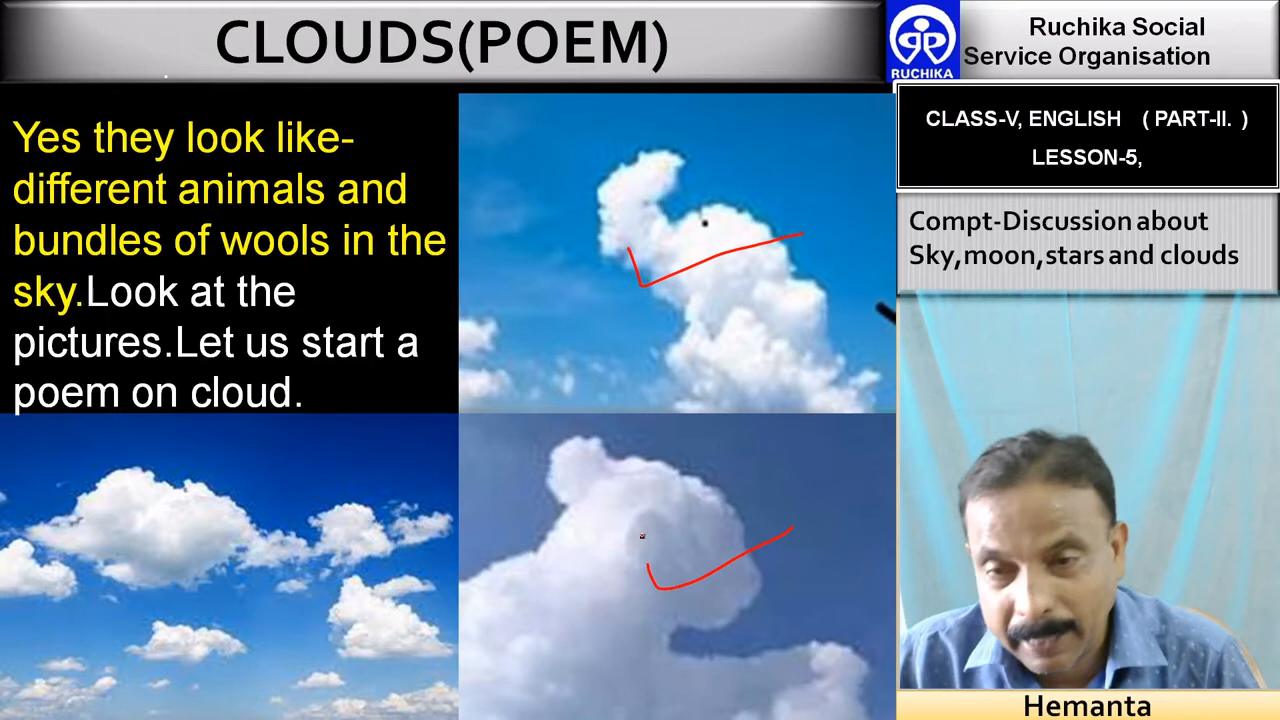 CLOUDS(POEM)
RUCHIKA
Ruchika Social
Service Organisation
CLASS-V, ENGLISH ( PART-II. )
LESSON-5,
Compt-Discussion about
Sky,moon,stars and clouds
Yes they look like-
different animals and
bundles of wools in the
sky.Look at the
pictures.Let us start a
poem on cloud.
Hemanta